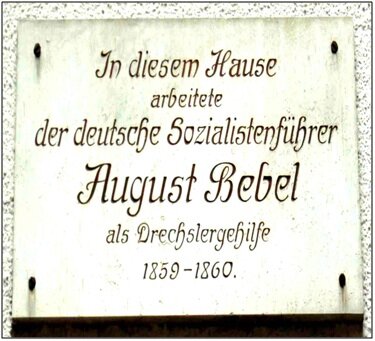 In diesem Hause
arbeitete
der deutsche Sozialistenführer
August Bebel
als Drechslergehilfe
1859-1860.